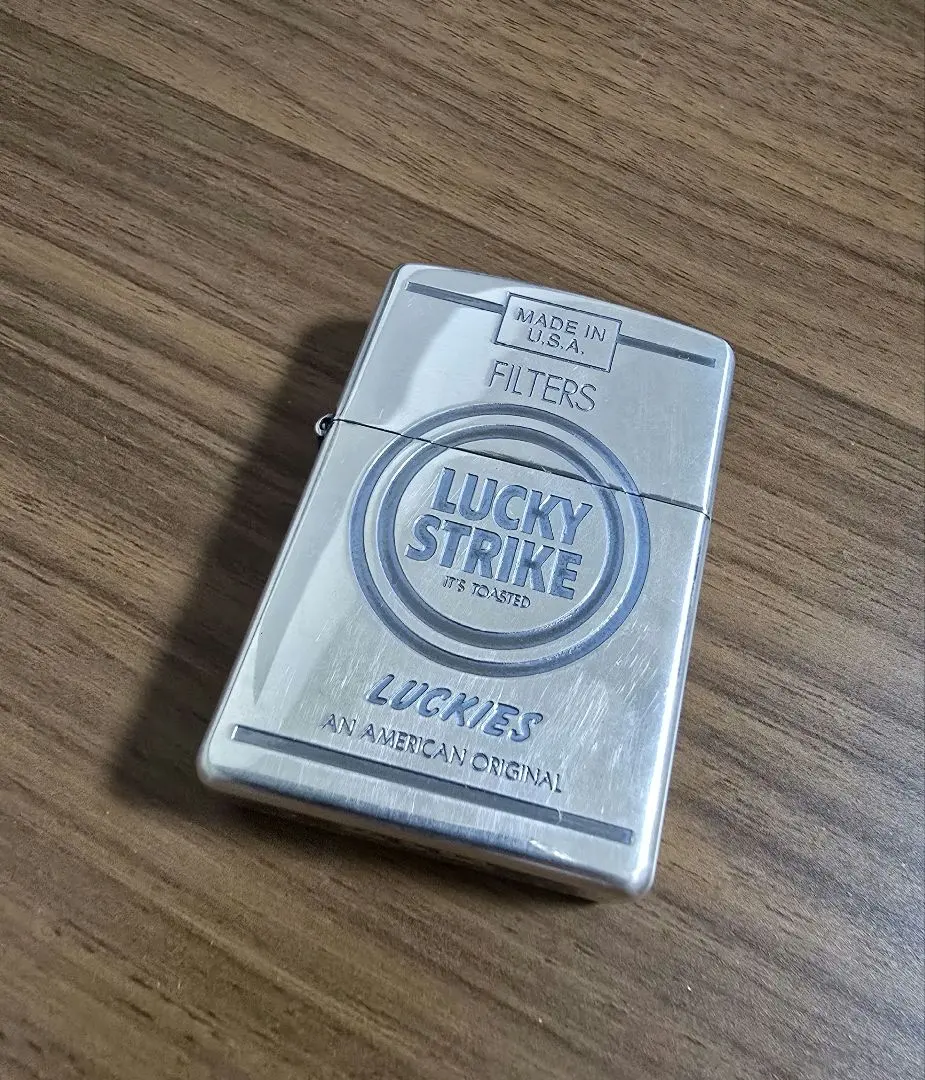 MADE IN
U.S.A.
FILTERS
LUCKY
STRIKE
IT'S TOASTED
LUCKIES
AN AMERICAN ORIGINAL